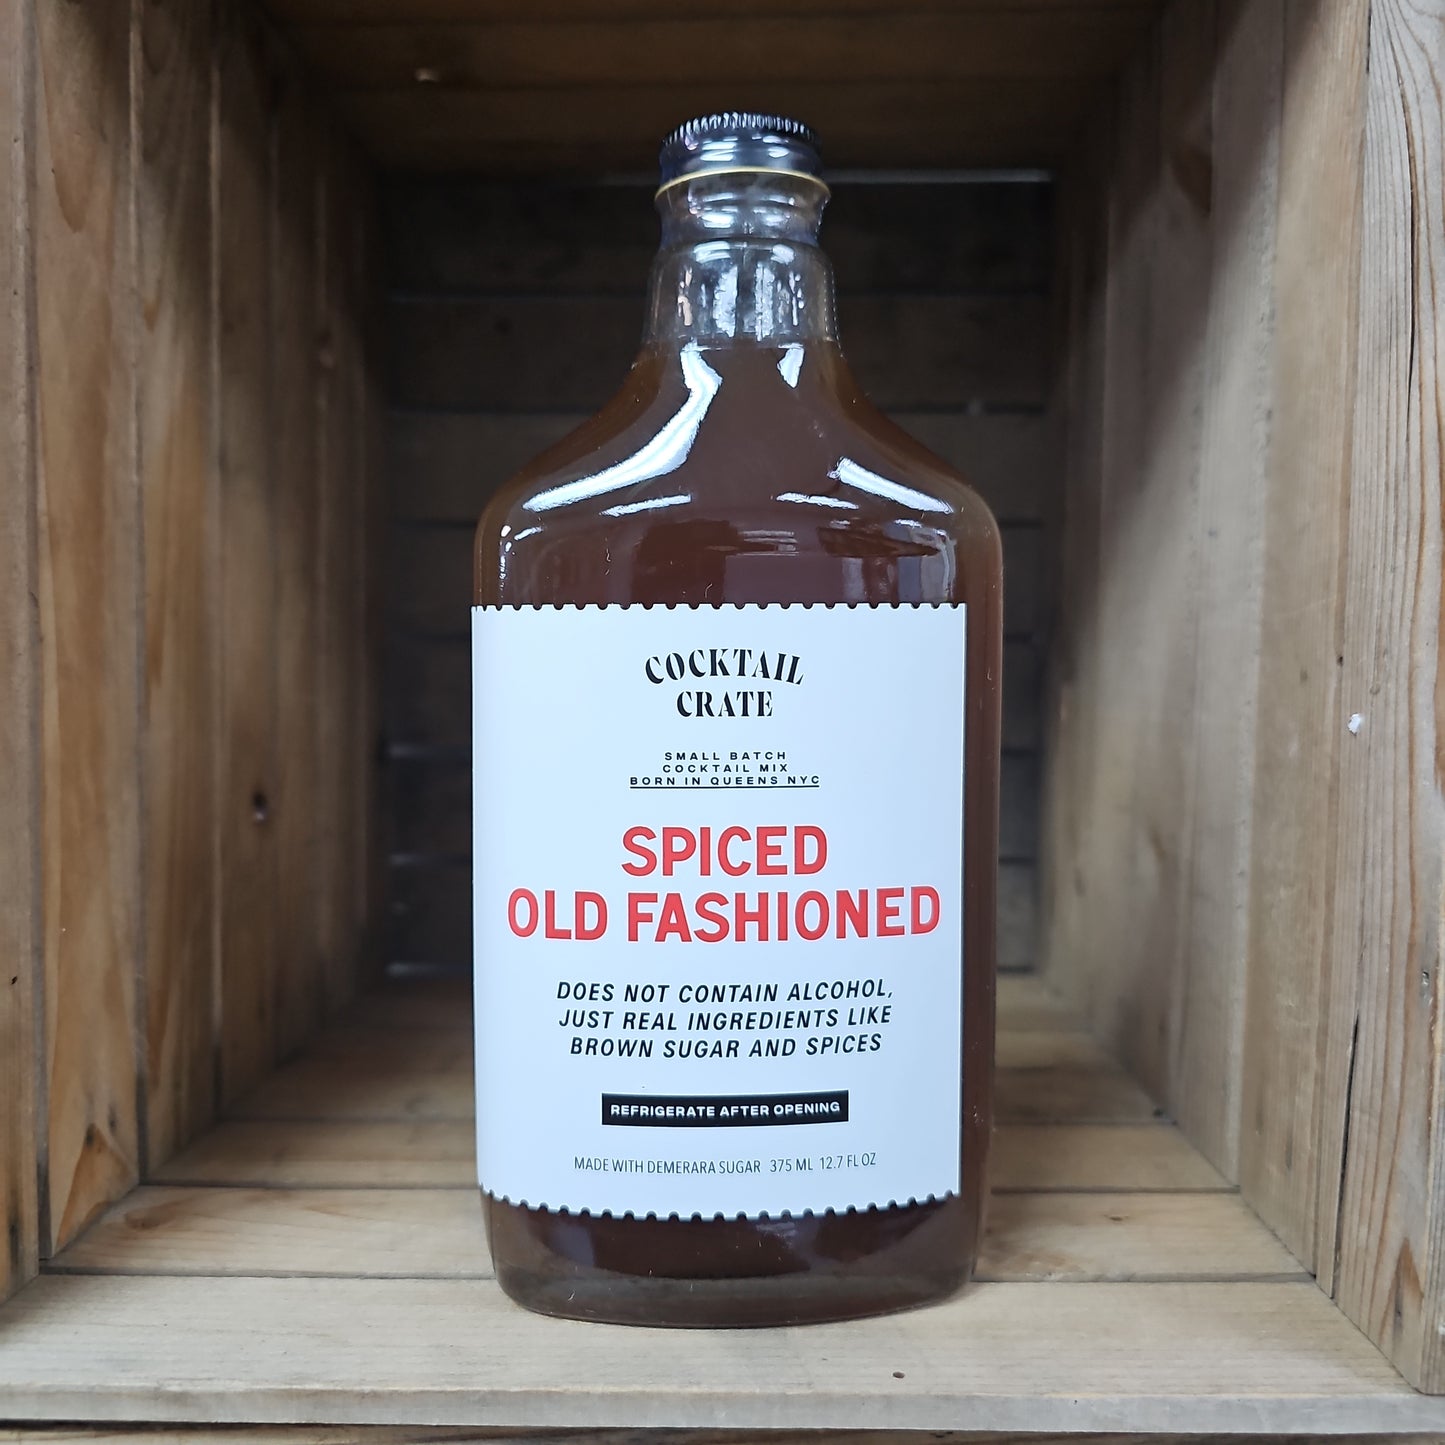 COCKTAIL
CRATE
SMALL BATCH
COCKTAIL MIX
BORN IN QUEENS NYC
SPICED
OLD FASHIONED
DOES NOT CONTAIN ALCOHOL,
JUST REAL INGREDIENTS LIKE
BROWN SUGAR AND SPICES
REFRIGERATE AFTER OPENING
MADE WITH DEMERARA SUGAR 375 ML 12.7 FL OZ